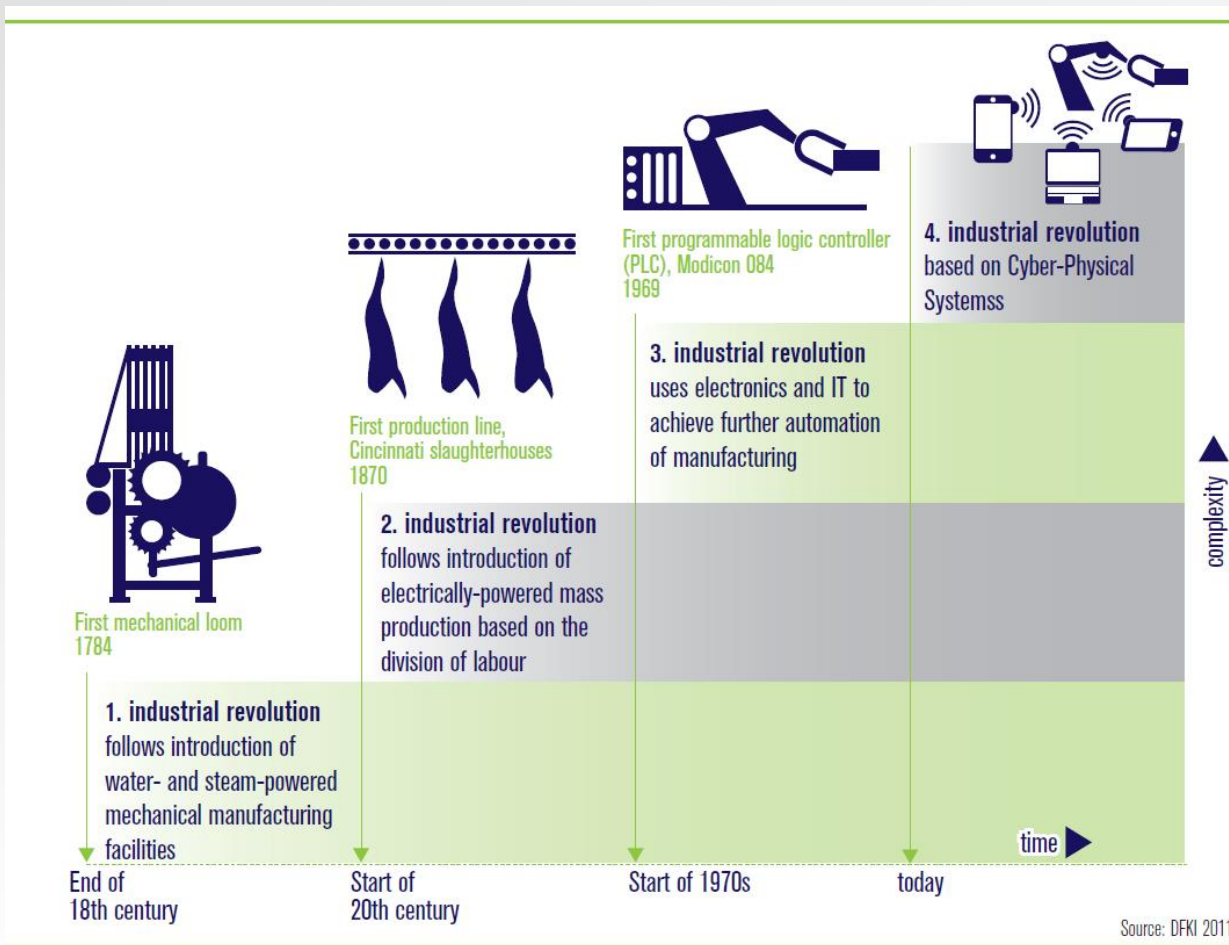 First mechanical loom
1784
1. industrial revolution
follows introduction of
water- and steam-powered
mechanical manufacturing
facilities
End of
18th century
First production line,
Cincinnati slaughterhouses
1870
2. industrial revolution
follows introduction of
electrically-powered mass
production based on the
division of labour
Start of
20th century
First programmable logic controller
(PLC), Modicon 084
1969
3. industrial revolution
uses electronics and IT to
achieve further automation
of manufacturing
Start of 1970s
4. industrial revolution
based on Cyber-Physical
Systemss
today
time
complexity
Source: DFKI 2011